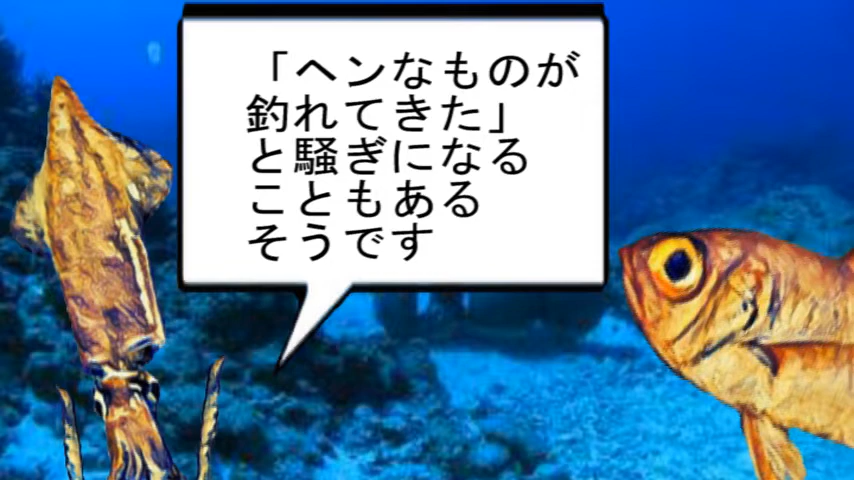 「ヘンなものが
釣れてきた」
と騒ぎになる
こともある
そうです